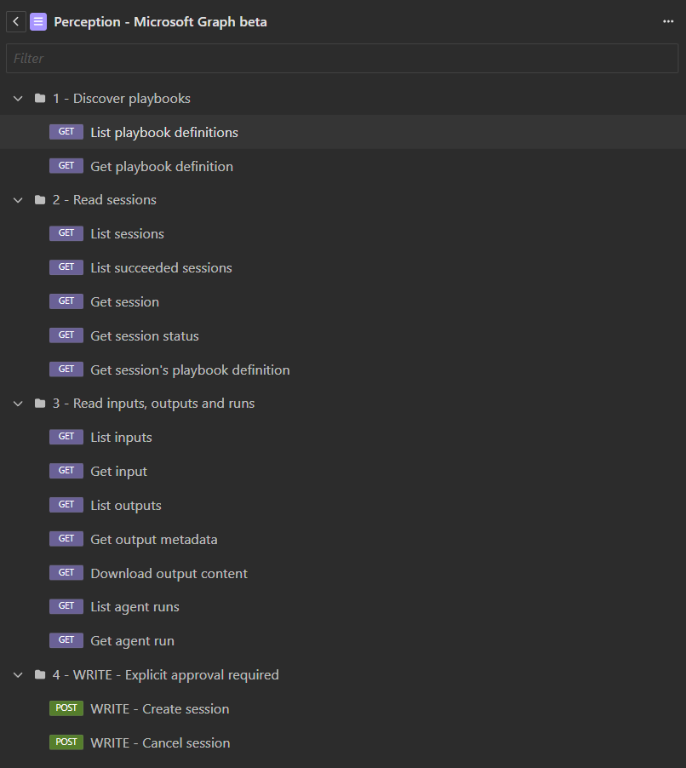 Perception - Microsoft Graph beta
Filter
1 - Discover playbooks
GET List playbook definitions
GET Get playbook definition
2 - Read sessions
GET List sessions
GET List succeeded sessions
GET Get session
GET Get session status
GET Get session's playbook definition
3 - Read inputs, outputs and runs
GET List inputs
GET Get input
GET List outputs
GET Get output metadata
GET Download output content
GET List agent runs
GET Get agent run
4 - WRITE - Explicit approval required
POST WRITE - Create session
POST WRITE - Cancel session